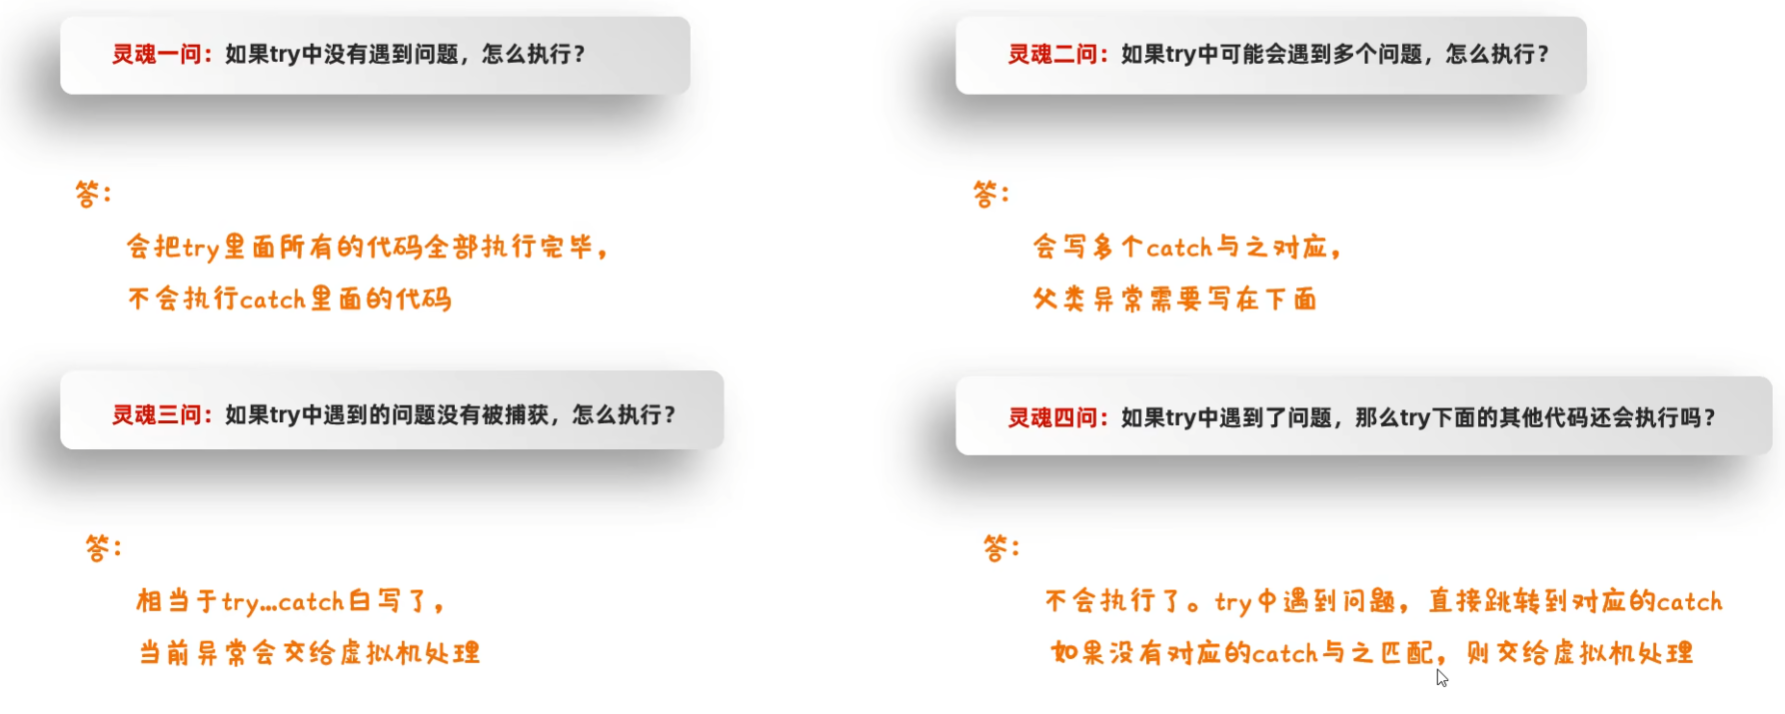 灵魂一问：如果try中没有遇到问题，怎么执行？
答：
会把try里面所有的代码全部执行完毕，
不会执行catch里面的代码
灵魂二问：如果try中可能会遇到多个问题，怎么执行？
答：
会写多个catch与之对应，
父类异常需要写在下面
灵魂三问：如果try中遇到的问题没有被捕获，怎么执行？
答：
相当于try...catch白写了，
当前异常会交给虚拟机处理
灵魂四问：如果try中遇到了问题，那么try下面的其他代码还会执行吗？
答：
不会执行了。try中遇到问题，直接跳转到对应的catch
如果没有对应的catch与之匹配，则交给虚拟机处理